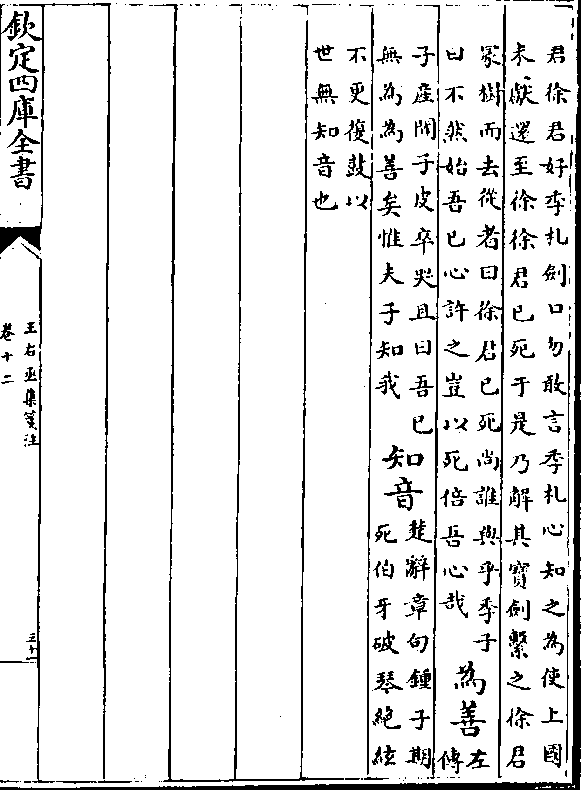 君徐君好季札劍口勿敢言季札心知之為使上國
未獻還至徐徐君已死于是乃解其寶劍繫之徐君
冢樹而去從者曰徐君已死尚誰與乎季子
曰不然始吾已心許之豈以死倍吾心哉
為善
左
傳
子產聞子皮卒哭且曰吾已
無為為善矣惟夫子知我
知音
楚辭章句鍾子期
死伯牙破琴絕絃
不更復鼓以
世無知音也
欽定四庫全書
王右丞集箋注
卷十二
三十一